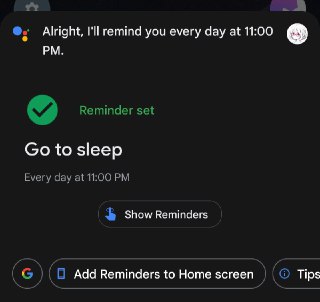 Alright, I'll remind you every day at 11:00
PM.
Reminder set
Go to sleep
Every day at 11:00 PM
Show Reminders
Add Reminders to Home screen
Tips